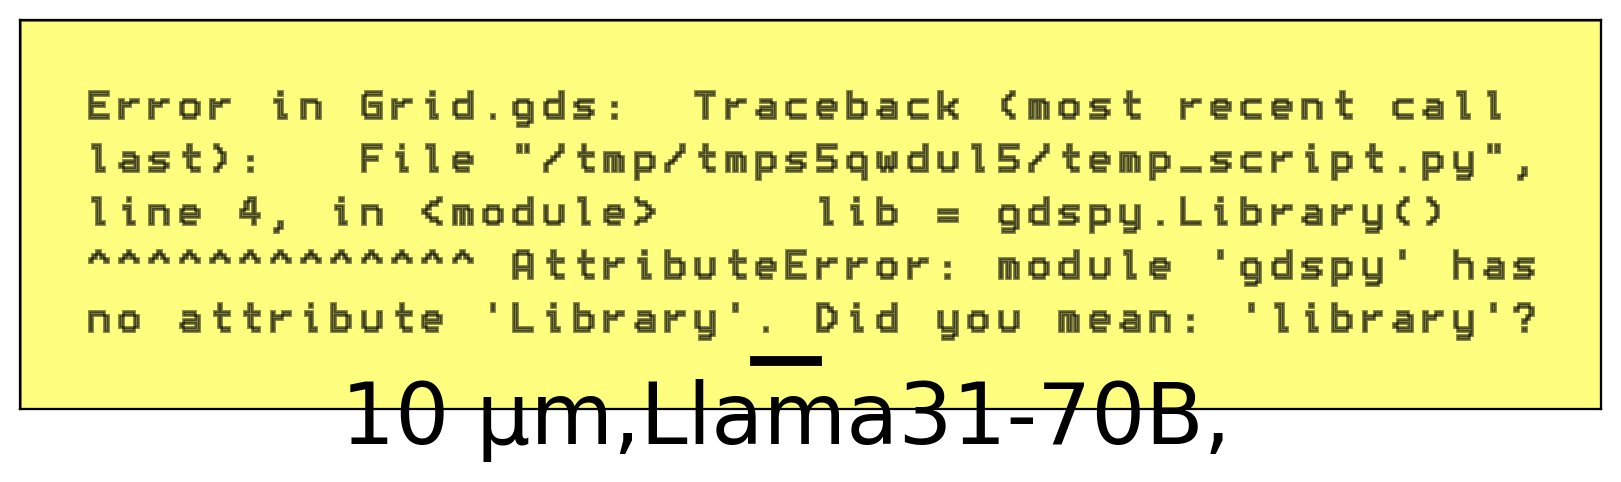 Error in Grid.gds:  Traceback (most recent call
last):   File "/tmp/tmps5qwdul5/temp_script.py",
line 4, in <module>     lib = gdspy.Library()
^^^^^^^^^^^^^ AttributeError: module 'gdspy' has
no attribute 'Library'. Did you mean: 'library'?
10 μm,Llama31-70B,